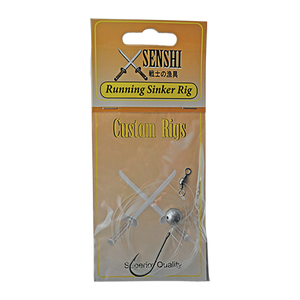 SENSHI
戦士の漁具
Running Sinker Rig
Custom Rigs
Superior Quality